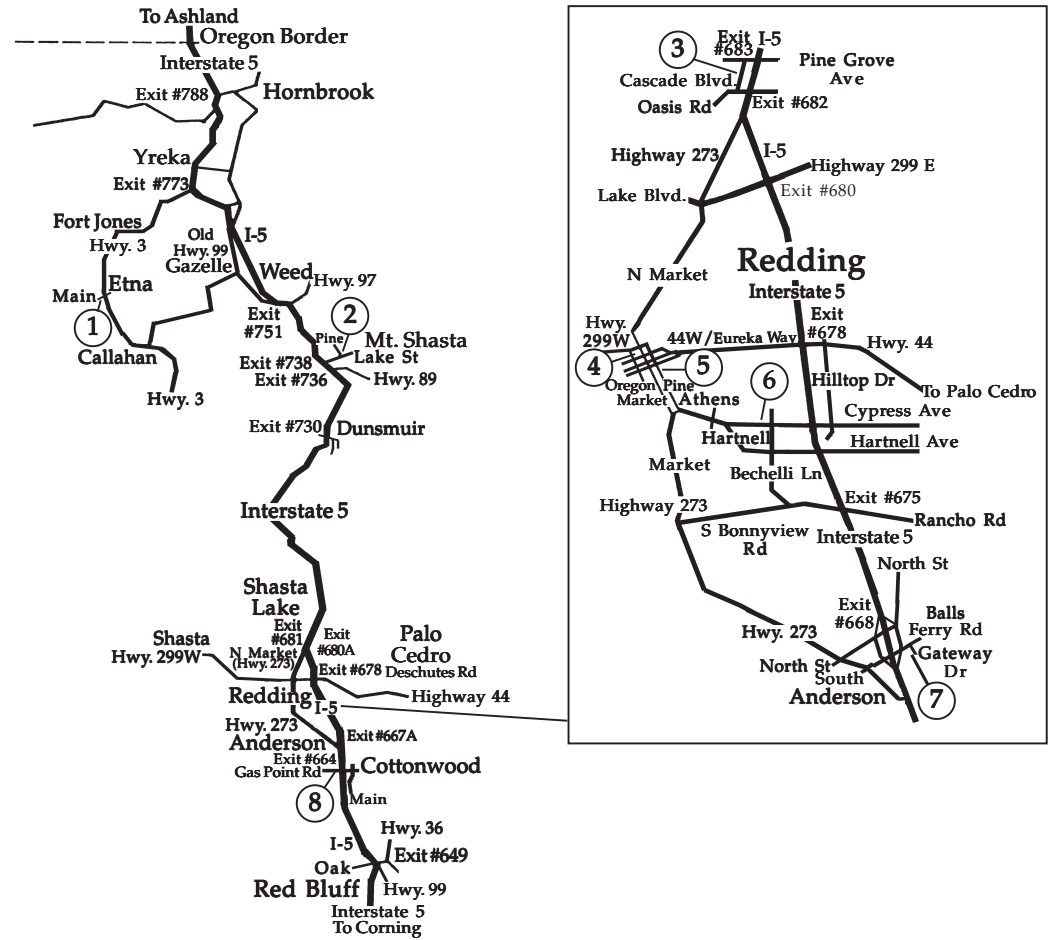 To Ashland
Oregon Border
Interstate 5
Exit #788
Hornbrook
Yreka
Exit #773
Fort Jones
Hwy. 3
Old
Hwy. 99
Gazelle
I-5
Etna
Main
1
Callahan
Hwy. 3
Weed
Hwy. 97
Exit
#751
2
Pine
Mt. Shasta
Lake St
Exit #738
Exit #736
Hwy. 89
Exit #730
Dunsmuir
Interstate 5
Shasta
Lake
Exit
#681
Exit
#680A
Shasta
Hwy. 299W
N Market
(Hwy. 273)
Palo
Cedro
Deschutes Rd
Exit #678
Redding
Highway 44
I-5
Hwy. 273
Anderson
Exit #667A
Exit #664
Gas Point Rd
Cottonwood
8
Main
Hwy. 36
I-5
Exit #649
Oak
Red Bluff
Hwy. 99
Interstate 5
To Corning
3
Exit
#683
I-5
Pine Grove
Ave
Cascade Blvd.
Oasis Rd
Exit #682
Highway 273
I-5
Highway 299 E
Lake Blvd.
Exit #680
Redding
N Market
Interstate 5
Hwy.
299W
44W/Eureka Way
Exit
#678
Hwy. 44
4
5
Oregon
Pine
Market
6
Hilltop Dr
To Palo Cedro
Athens
Cypress Ave
Hartnell
Hartnell Ave
Market
Bechelli Ln
Highway 273
Exit #675
S Bonnyview
Rd
Rancho Rd
Interstate 5
North St
Exit
#668
Balls
Ferry Rd
Hwy. 273
Gateway
Dr
North St
South
Anderson
7